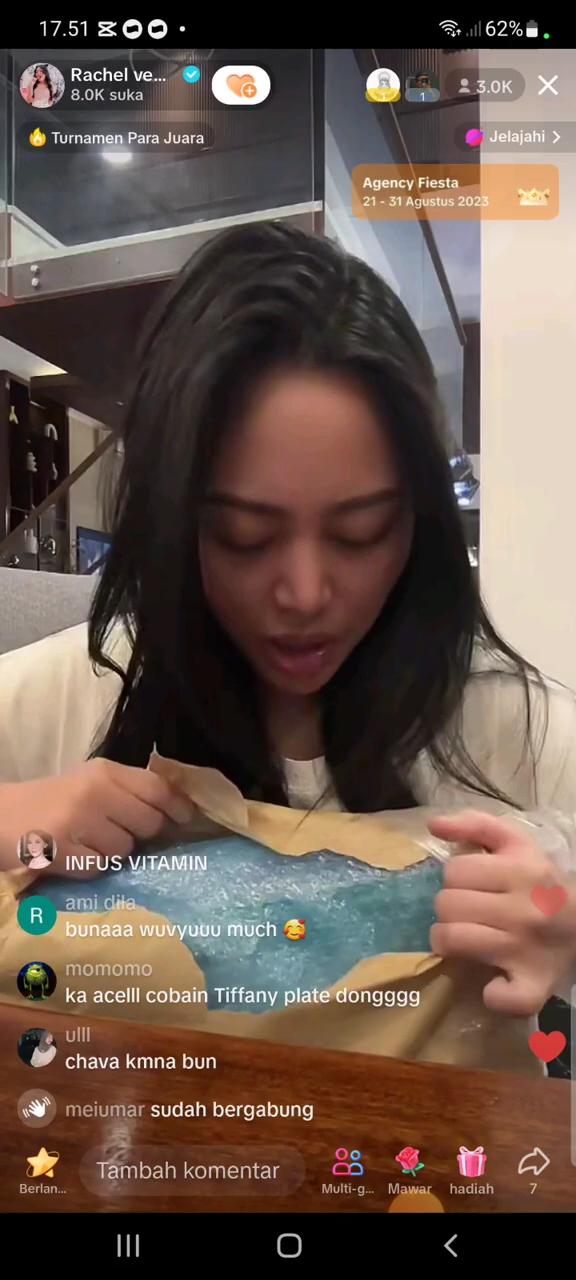 17.51
62%
Rachel ve...
8.0K suka
1
1
3.0K
Turnamen Para Juara
Jelajahi
Agency Fiesta
21 - 31 Agustus 2023
INFUS VITAMIN
R
ami dila
bunaaa wuvyuuu much 🥰
momomo
ka acelll cobain Tiffany plate dongggg
ulll
chava kmna bun
meiumar sudah bergabung
Tambah komentar
Berlan...
Multi-g...
Mawar
hadiah
7